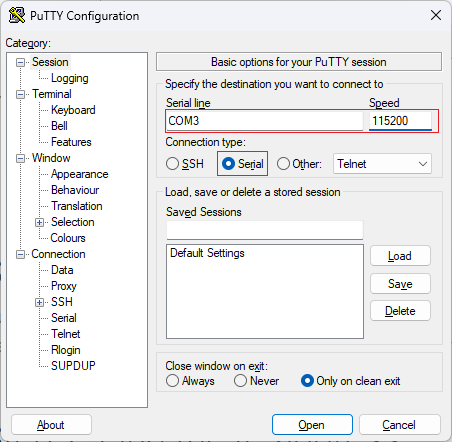 PuTTY Configuration
Category:
Session
Logging
Terminal
Keyboard
Bell
Features
Window
Appearance
Behaviour
Translation
Selection
Colours
Connection
Data
Proxy
SSH
Serial
Telnet
Rlogin
SUPDUP
Basic options for your PuTTY session
Specify the destination you want to connect to
Serial line Speed
COM3 115200
Connection type:
SSH Serial Other: Telnet
Load, save or delete a stored session
Saved Sessions
Default Settings
Load
Save
Delete
Close window on exit:
Always Never Only on clean exit
About Open Cancel